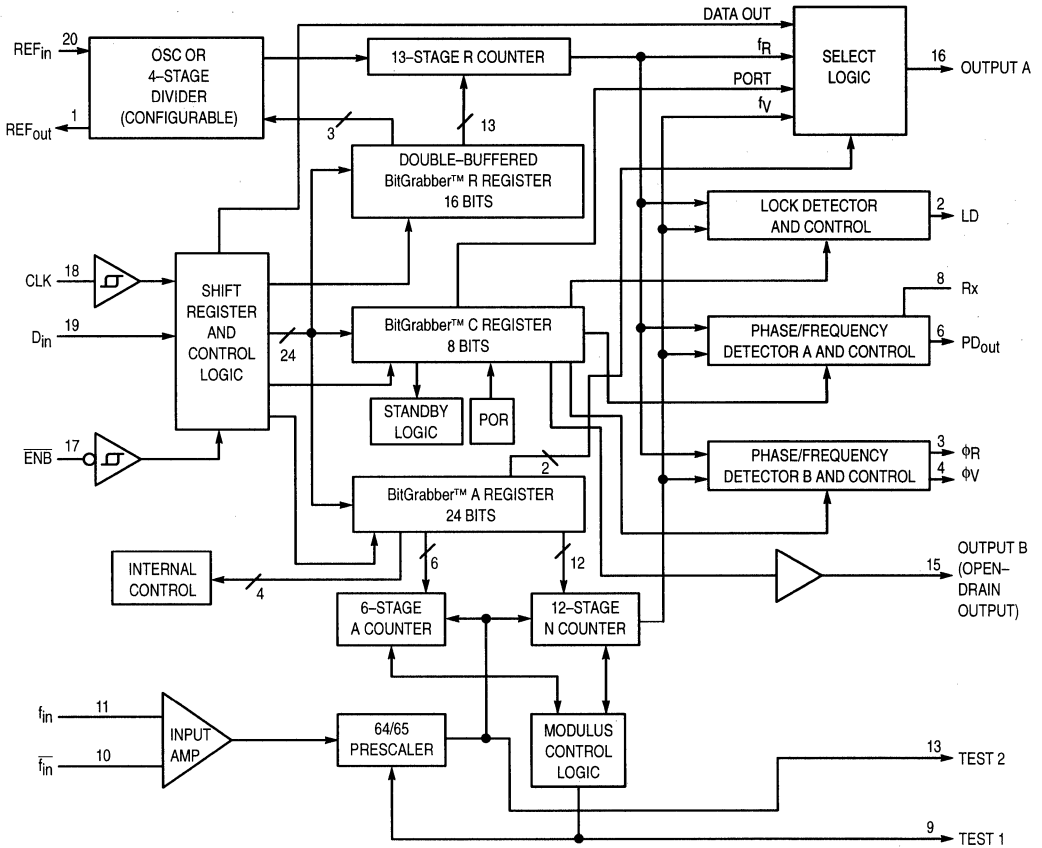 DATA OUT
20
REFin
OSC OR
4–STAGE
DIVIDER
(CONFIGURABLE)
1
REFout
13-STAGE R COUNTER
fR
PORT
fV
SELECT
LOGIC
16
OUTPUT A
3
13
DOUBLE–BUFFERED
BitGrabber™ R REGISTER
16 BITS
LOCK DETECTOR
AND CONTROL
2
LD
CLK
18
Din
19
SHIFT
REGISTER
AND
CONTROL
LOGIC
24
BitGrabber™ C REGISTER
8 BITS
8
Rx
PHASE/FREQUENCY
DETECTOR A AND CONTROL
6
PDout
STANDBY
LOGIC
POR
ENB
17
2
PHASE/FREQUENCY
DETECTOR B AND CONTROL
3
ϕR
4
ϕV
BitGrabber™ A REGISTER
24 BITS
INTERNAL
CONTROL
4
6
12
15
OUTPUT B
(OPEN–
DRAIN
OUTPUT)
6–STAGE
A COUNTER
12–STAGE
N COUNTER
fin
11
fin
10
INPUT
AMP
64/65
PRESCALER
MODULUS
CONTROL
LOGIC
13
TEST 2
9
TEST 1